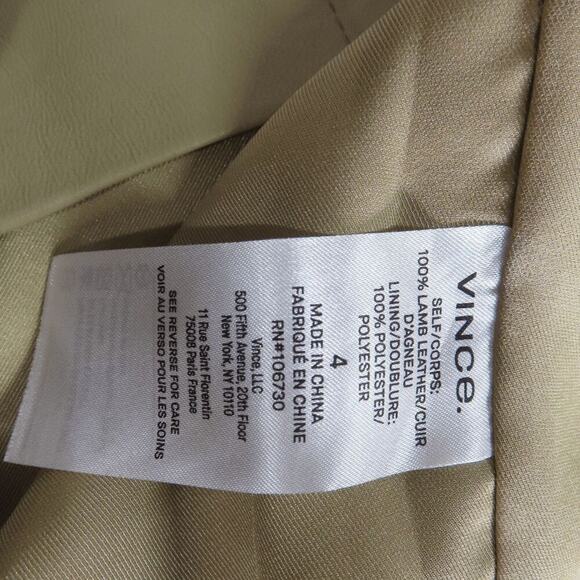 VINCE.
SELF/CORPS:
100% LAMB LEATHER/CUIR
D'AGNEAU
LINING/DOUBLURE:
100% POLYESTER/
POLYESTER
4
MADE IN CHINA
FABRIQUÉ EN CHINE
RN#106730
Vince, LLC
500 Fifth Avenue, 20th Floor
New York, NY 10110
11 Rue Saint Florentin
75008 Paris France
SEE REVERSE FOR CARE
VOIR AU VERSO POUR LES SOINS